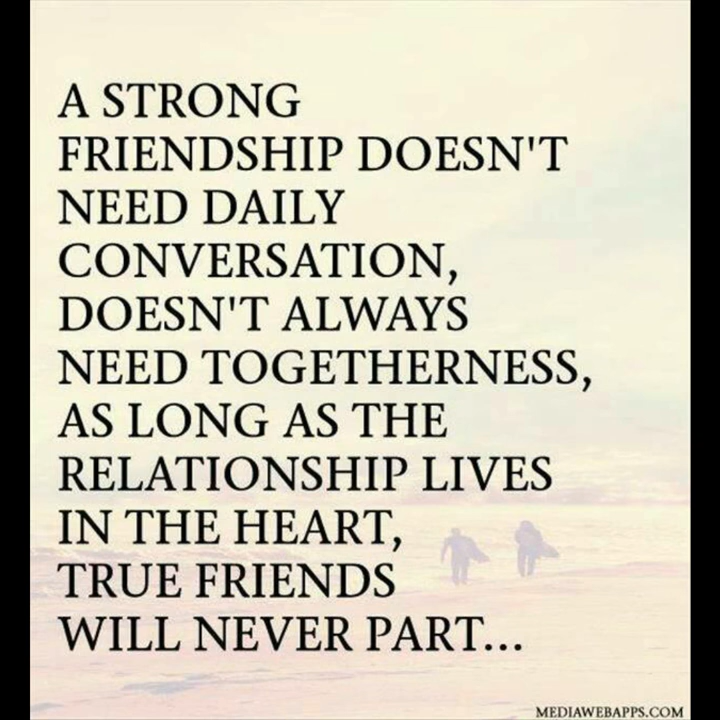 A STRONG
FRIENDSHIP DOESN'T
NEED DAILY
CONVERSATION,
DOESN'T ALWAYS
NEED TOGETHERNESS,
AS LONG AS THE
RELATIONSHIP LIVES
IN THE HEART,
TRUE FRIENDS
WILL NEVER PART...
MEDIAWEBAPPS.COM